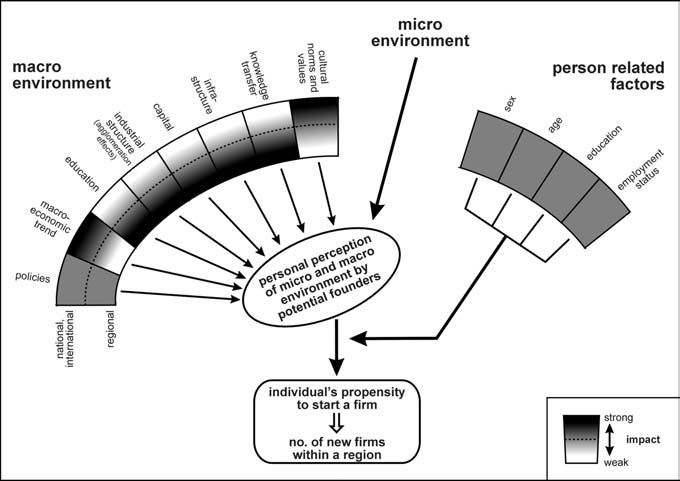 macro
environment
micro
environment
person related
factors
policies
macro-
economic
trend
education
industrial
structure
(agglomeration
effects)
capital
infra-
structure
knowledge
transfer
cultural
norms and
values
national,
international
regional
sex
age
education
employment
status
personal perception
of micro and macro
environment by
potential founders
individual's propensity
to start a firm
no. of new firms
within a region
strong
impact
weak